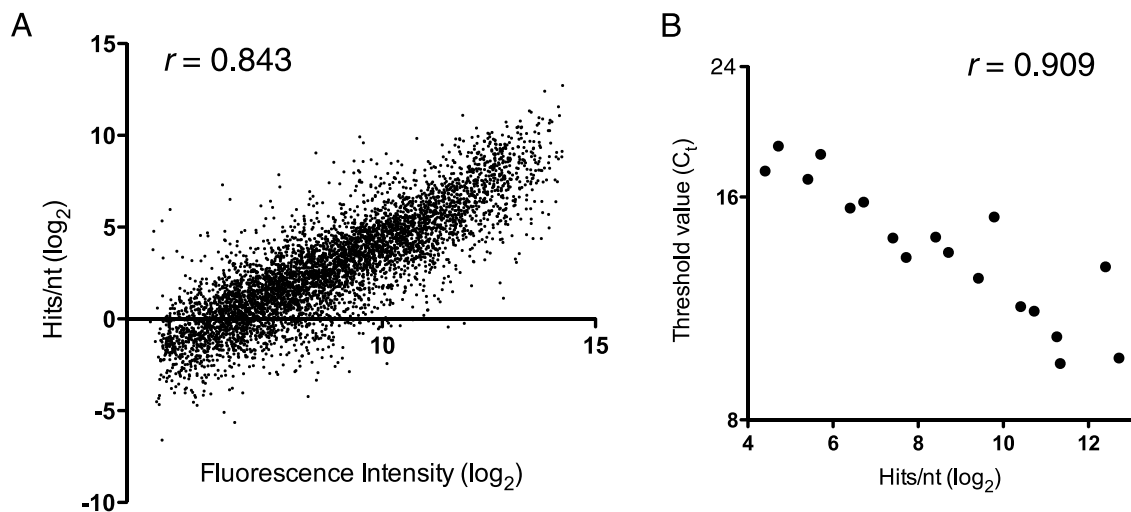 A
r = 0.843
15
10
5
0
-5
-10
10
15
Hits/nt (log2)
Fluorescence Intensity (log2)
B
r = 0.909
24
16
8
4
6
8
10
12
Threshold value (Ct)
Hits/nt (log2)